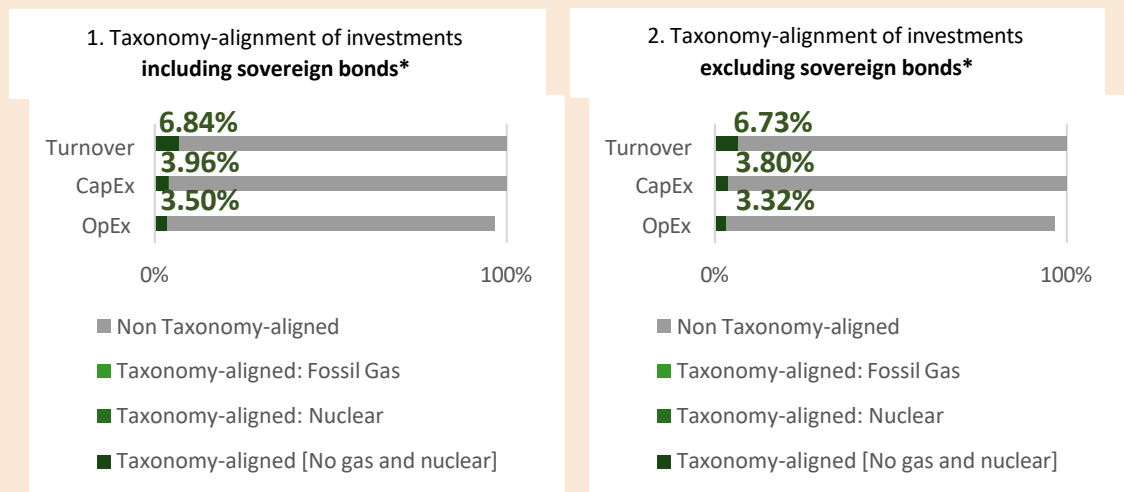 1. Taxonomy-alignment of investments
including sovereign bonds*
6.84%
Turnover
3.96%
CapEx
3.50%
OpEx
0%
100%
Non Taxonomy-aligned
Taxonomy-aligned: Fossil Gas
Taxonomy-aligned: Nuclear
Taxonomy-aligned [No gas and nuclear]
2. Taxonomy-alignment of investments
excluding sovereign bonds*
6.73%
Turnover
3.80%
CapEx
3.32%
OpEx
0%
100%
Non Taxonomy-aligned
Taxonomy-aligned: Fossil Gas
Taxonomy-aligned: Nuclear
Taxonomy-aligned [No gas and nuclear]